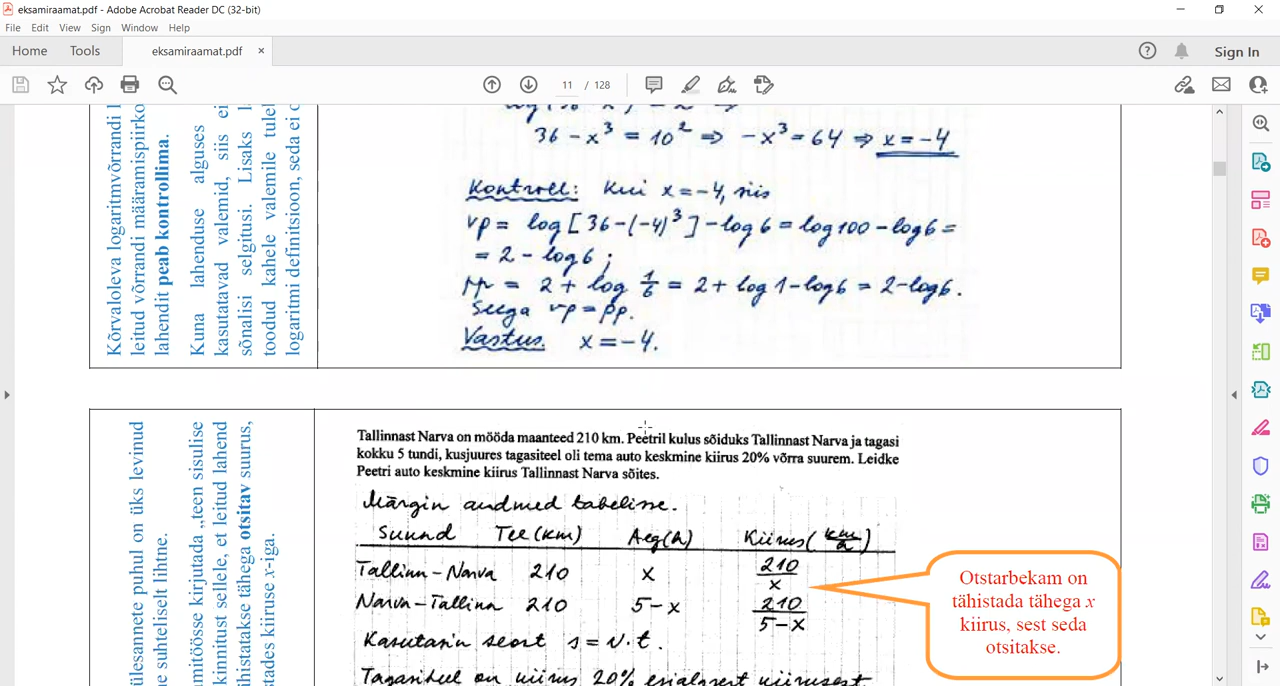 eksamiraamat.pdf - Adobe Acrobat Reader DC (32-bit)
File Edit View Sign Window Help
Home Tools eksamiraamat.pdf × Sign In
11 / 128
Kõrvaloleva logaritmvõrrandi l
leitud võrrandi määramispiirko
lahendit peab kontrollima.
Kuna lahenduse alguses
kasutatavad valemid, siis ei
sõnalisi selgitusi. Lisaks l
toodud kahele valemile tule
logaritmi definitsioon, seda ei
36 - x³ = 10² ⇒ -x³ = 64 ⇒ x = -4
Kontroll: Kui x = -4, siis
vp = log [36-(-4)³] - log 6 = log 100 - log 6 =
= 2 - log 6 ;
pp = 2 + log 1/6 = 2 + log 1 - log 6 = 2 - log 6.
Seega vp = pp.
Vastus. x = -4.
ülesannete puhul on üks levinud
e suhteliselt lihtne.
mitöösse kirjutada „teen sisulise
kinnitust sellele, et leitud lahend
ihistatakse tähega otsitav suurus,
stades kiiruse x-iga.
Tallinnast Narva on mööda maanteed 210 km. Peetril kulus sõiduks Tallinnast Narva ja tagasi
kokku 5 tundi, kusjuures tagasiteel oli tema auto keskmine kiirus 20% võrra suurem. Leidke
Peetri auto keskmine kiirus Tallinnast Narva sõites.
Märgin andmed tabelisse.
Suund Tee (km) Aeg (h) Kiirus (km/h)
Tallinn-Narva 210 x 210/x
Narva-Tallinn 210 5-x 210/5-x
Kasutan seost s = v · t.
Tagasiteel on kiirus 20% esialgsest kiirusest
Otstarbekam on
tähistada tähega x
kiirus, sest seda
otsitakse.